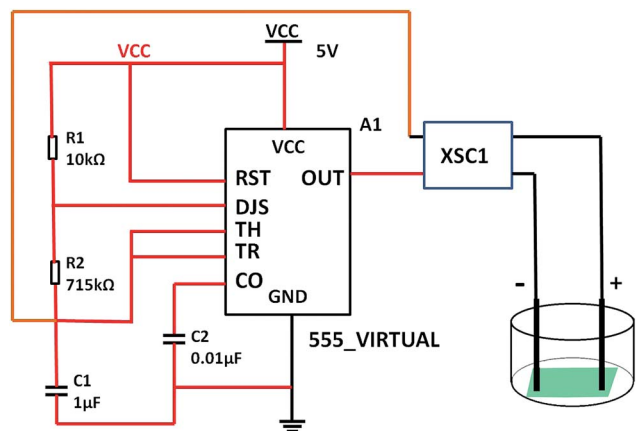 VCC
VCC
5V
A1
R1
10kΩ
VCC
XSC1
RST
OUT
DJS
TH
TR
R2
715kΩ
CO
GND
-
+
C2
0.01μF
555_VIRTUAL
C1
1μF